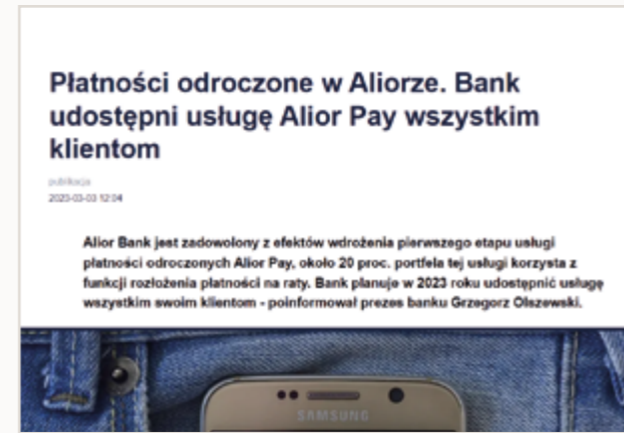 Płatności odroczone w Aliorze. Bank
udostępni usługę Alior Pay wszystkim
klientom
publikacja
2023-03-03 12:04
Alior Bank jest zadowolony z efektów wdrożenia pierwszego etapu usługi
płatności odroczonych Alior Pay, około 20 proc. portfela tej usługi korzysta z
funkcji rozłożenia płatności na raty. Bank planuje w 2023 roku udostępnić usługę
wszystkim swoim klientom - poinformował prezes banku Grzegorz Olszewski.
SAMSUNG